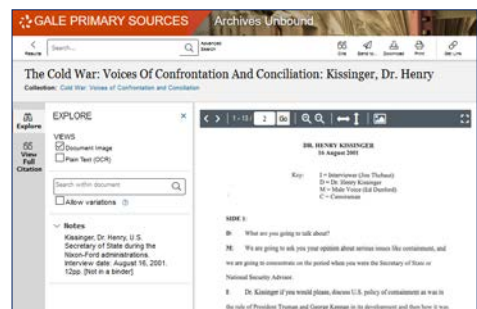 GALE PRIMARY SOURCES
Archives Unbound
Results
Search...
Advanced
Search
Cite
Send to...
Download
Print
Get Link
The Cold War: Voices Of Confrontation And Conciliation: Kissinger, Dr. Henry
Collection: Cold War: Voices of Confrontation and Conciliation
Explore
View
Full
Citation
EXPLORE
VIEWS
Document Image
Plain Text (OCR)
Search within document
Allow variations
Notes
Kissinger, Dr. Henry, U.S.
Secretary of State during the
Nixon-Ford administrations.
Interview date: August 16, 2001.
12pp. [Not in a binder]
1 - 13 /
2
Go
DR. HENRY KISSINGER
16 August 2001
Key:
I = Interviewer
D = Dr. Henry Kissinger
M = Male Voice
C = Cameraman
SIDE 1:
D: What are you going to talk about?
M: We are going to ask you your opinion about serious issues like containment, and
we are going to concentrate on the period when you were the Secretary of State or
National Security Advisor.
I: Dr. Kissinger if you would please, discuss U.S. policy of containment as was in
the rule of President Truman and George Kennan in its development and then how it was